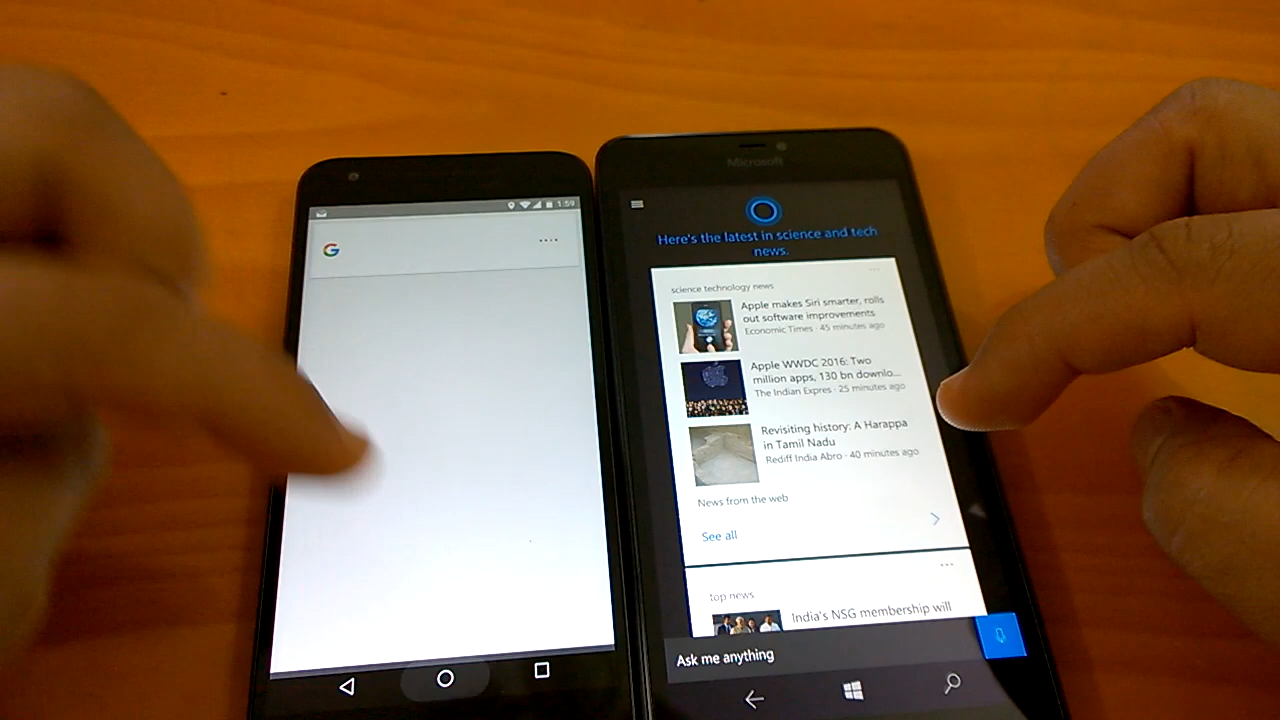 1:59
G
Microsoft
Here's the latest in science and tech
news.
science technology news
Apple makes Siri smarter, rolls
out software improvements
Economic Times · 45 minutes ago
Apple WWDC 2016: Two
million apps, 130 bn downlo...
The Indian Expres · 25 minutes ago
Revisiting history: A Harappa
in Tamil Nadu
Rediff India Abro · 40 minutes ago
News from the web
See all
top news
India's NSG membership will
Ask me anything